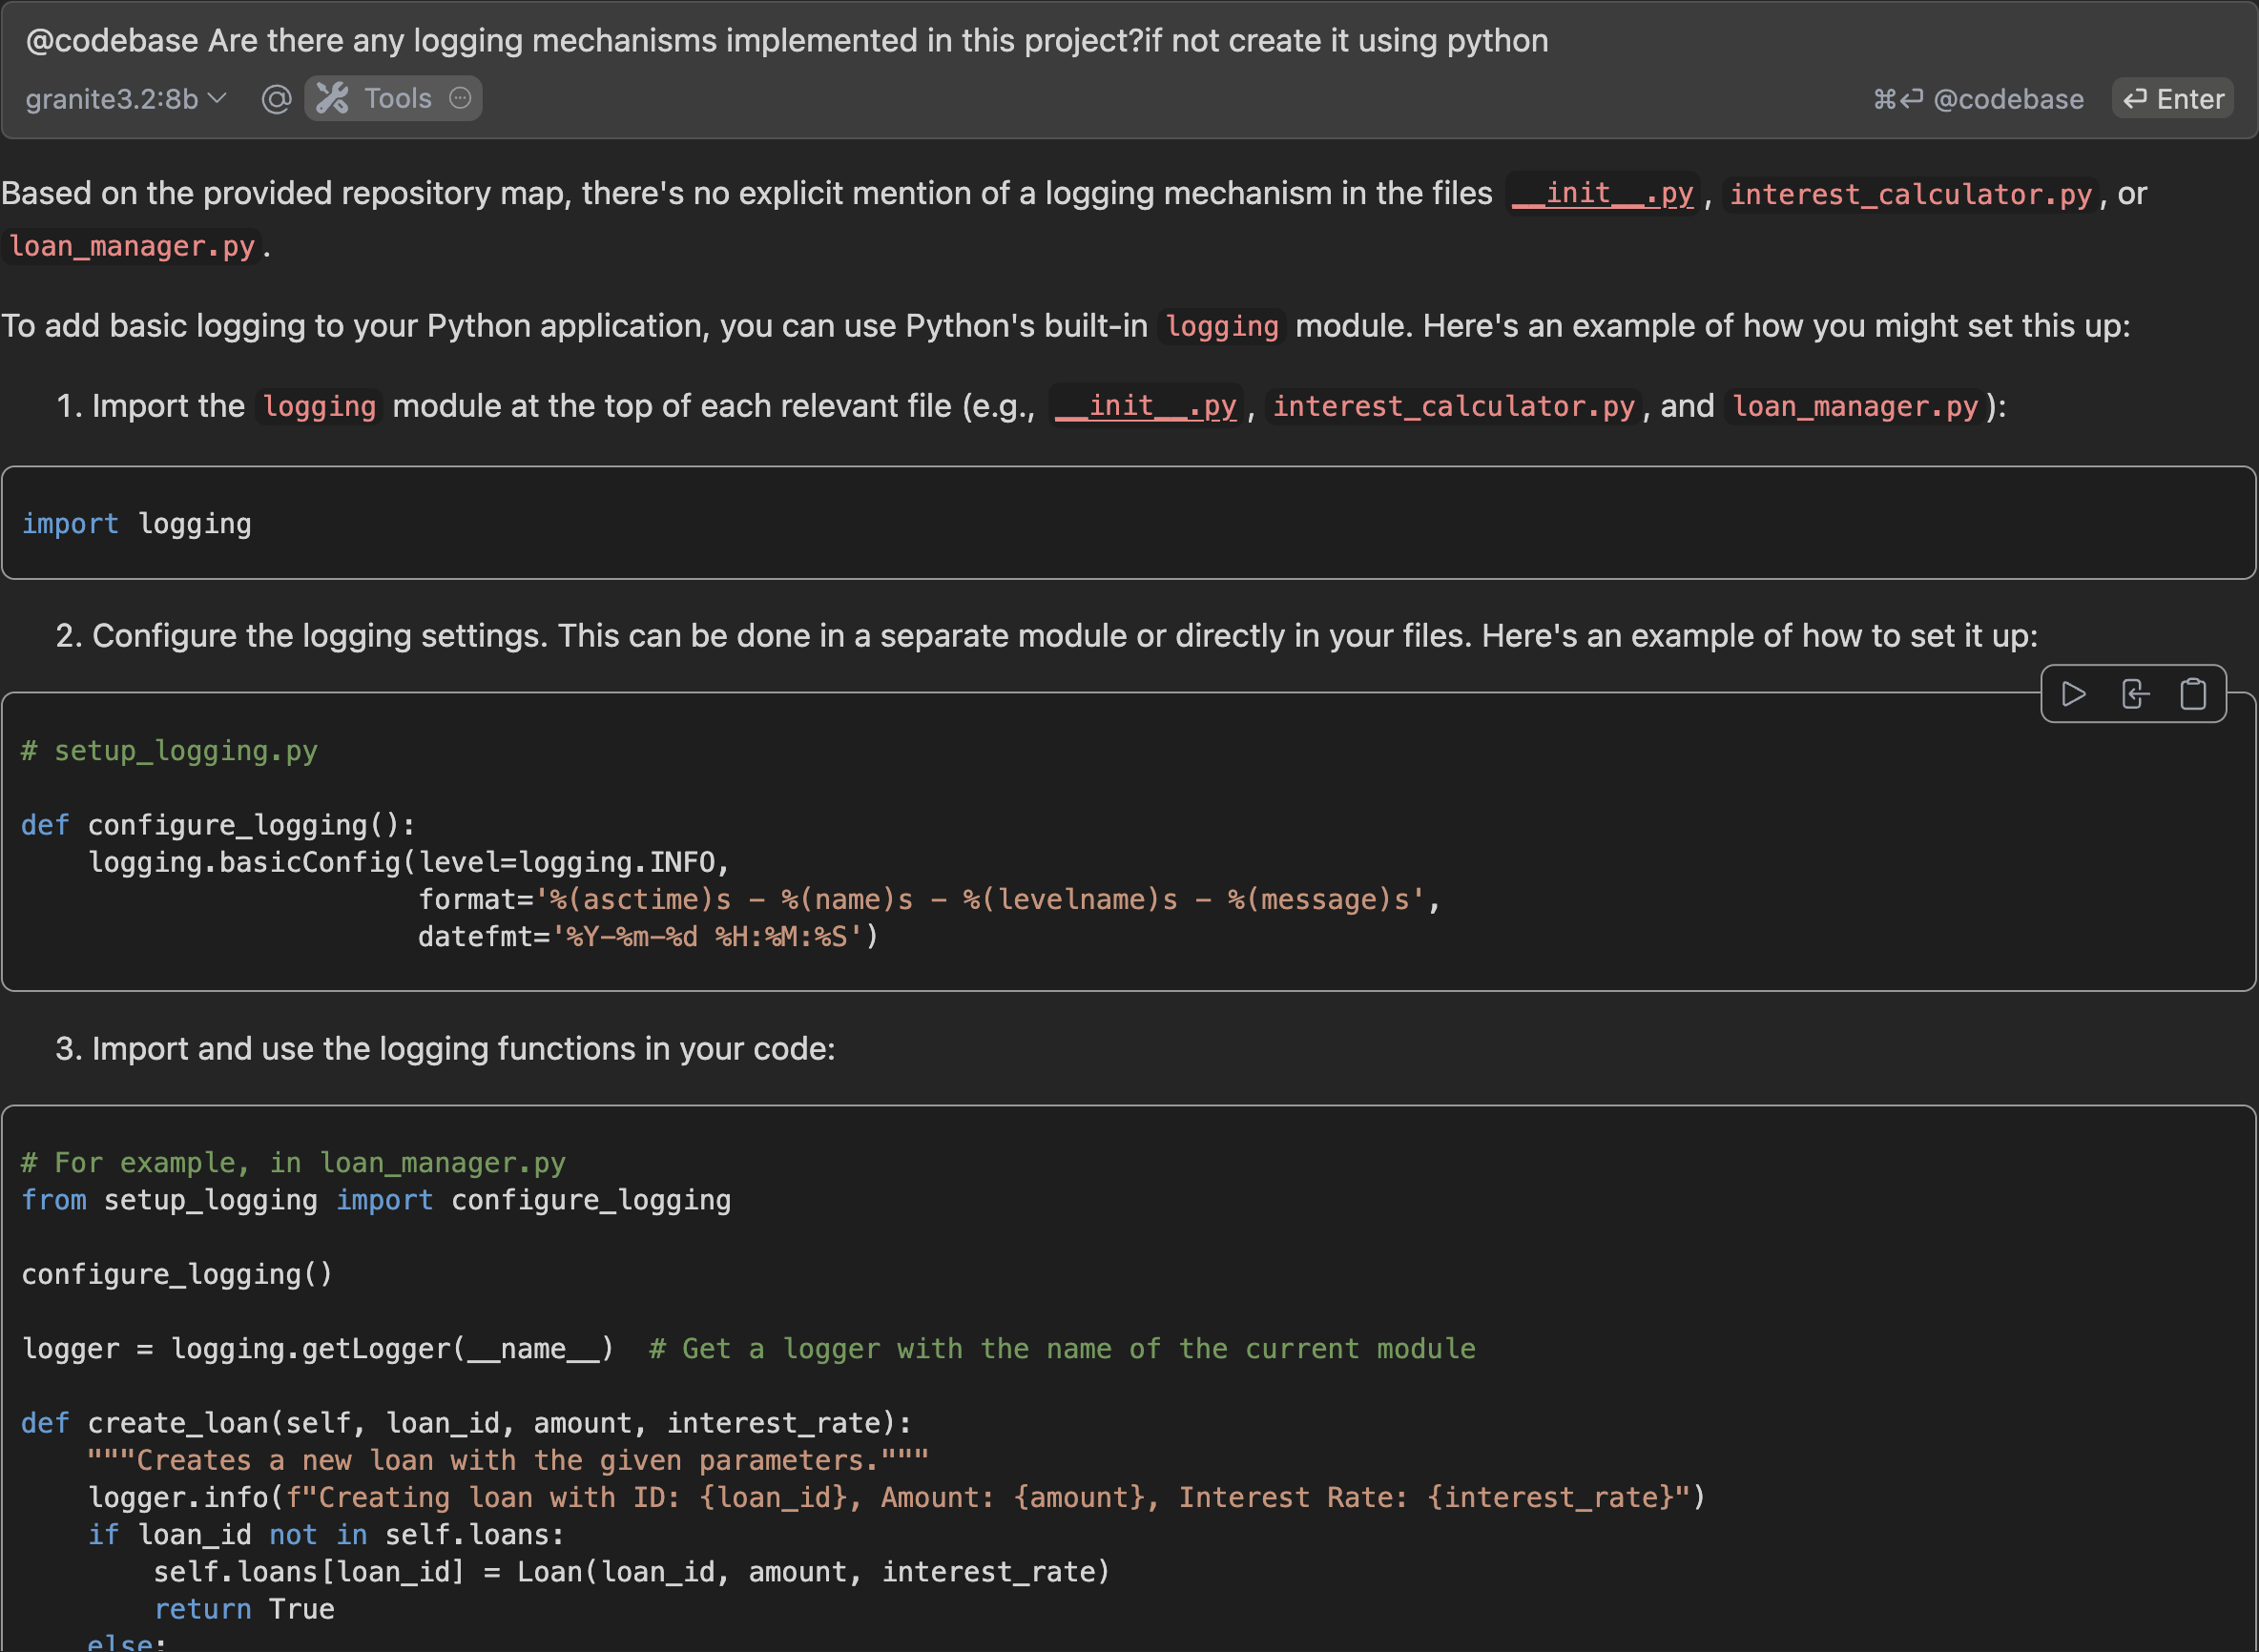 @codebase Are there any logging mechanisms implemented in this project?if not create it using python
granite3.2:8b @ Tools ⌘⏎ @codebase ⏎ Enter
Based on the provided repository map, there's no explicit mention of a logging mechanism in the files __init__.py, interest_calculator.py, or
loan_manager.py.
To add basic logging to your Python application, you can use Python's built-in logging module. Here's an example of how you might set this up:
1. Import the logging module at the top of each relevant file (e.g., __init__.py, interest_calculator.py, and loan_manager.py):
import logging
2. Configure the logging settings. This can be done in a separate module or directly in your files. Here's an example of how to set it up:
# setup_logging.py
def configure_logging():
    logging.basicConfig(level=logging.INFO,
                        format='%(asctime)s - %(name)s - %(levelname)s - %(message)s',
                        datefmt='%Y-%m-%d %H:%M:%S')
3. Import and use the logging functions in your code:
# For example, in loan_manager.py
from setup_logging import configure_logging
configure_logging()
logger = logging.getLogger(__name__)  # Get a logger with the name of the current module
def create_loan(self, loan_id, amount, interest_rate):
    """Creates a new loan with the given parameters."""
    logger.info(f"Creating loan with ID: {loan_id}, Amount: {amount}, Interest Rate: {interest_rate}")
    if loan_id not in self.loans:
        self.loans[loan_id] = Loan(loan_id, amount, interest_rate)
        return True
    else: